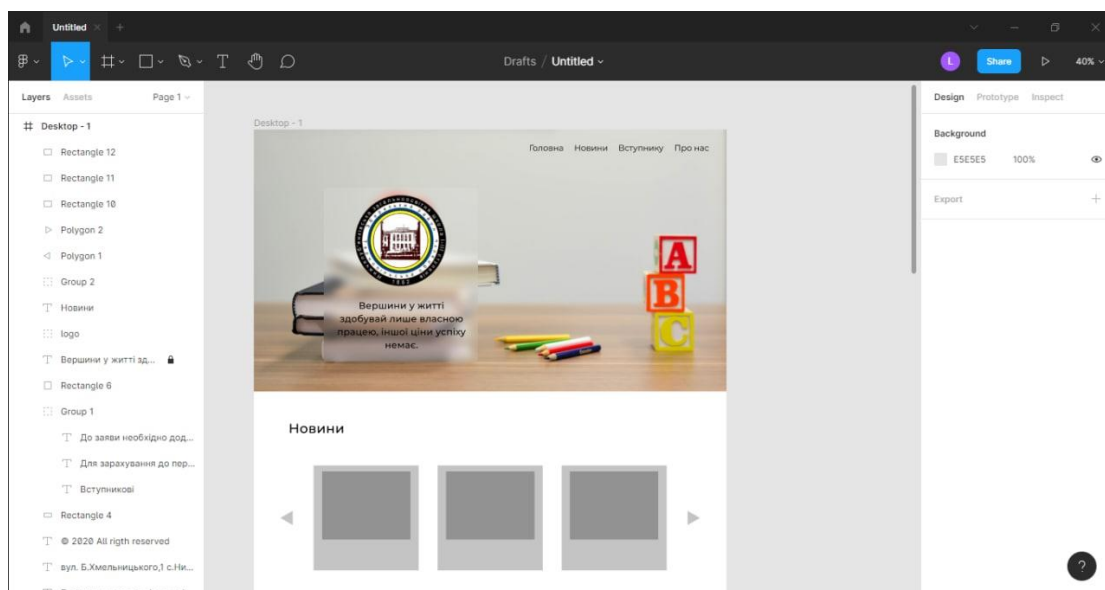 Untitled
Drafts / Untitled
L
Share
40%
Layers Assets Page 1
Design Prototype Inspect
Desktop - 1
Rectangle 12
Rectangle 11
Rectangle 10
Polygon 2
Polygon 1
Group 2
Новини
logo
Вершини у житті зд...
Rectangle 6
Group 1
До заяви необхідно дод...
Для зарахування до пер...
Вступникові
Rectangle 4
© 2020 All rigth reserved
вул. Б.Хмельницького,1 с.Ни...
Desktop - 1
Головна Новини Вступнику Про нас
1832
Вершини у житті
здобувай лише власною
працею, іншої ціни успіху
немає.
A
B
C
Новини
Background
E5E5E5 100%
Export
?